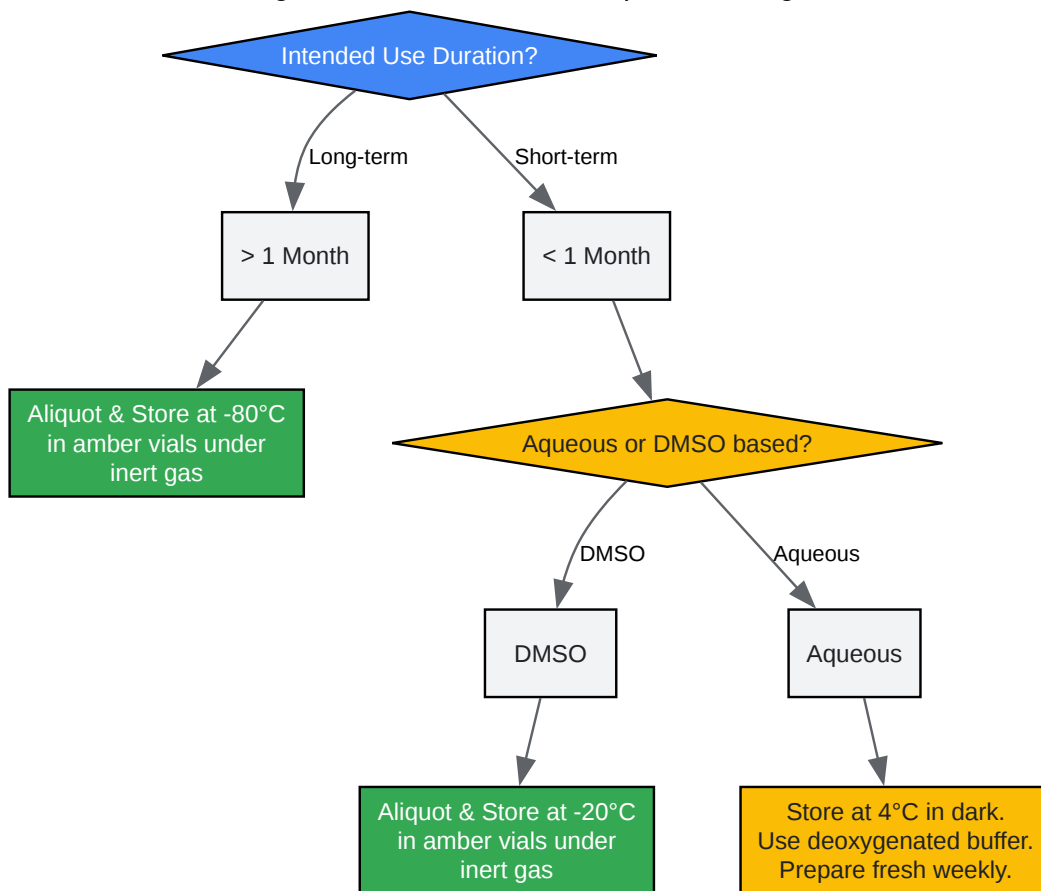 Intended Use Duration?
Long-term
Short-term
> 1 Month
< 1 Month
Aliquot & Store at -80°C
in amber vials under
inert gas
Aqueous or DMSO based?
DMSO
Aqueous
DMSO
Aqueous
Aliquot & Store at -20°C
in amber vials under
inert gas
Store at 4°C in dark.
Use deoxygenated buffer.
Prepare fresh weekly.